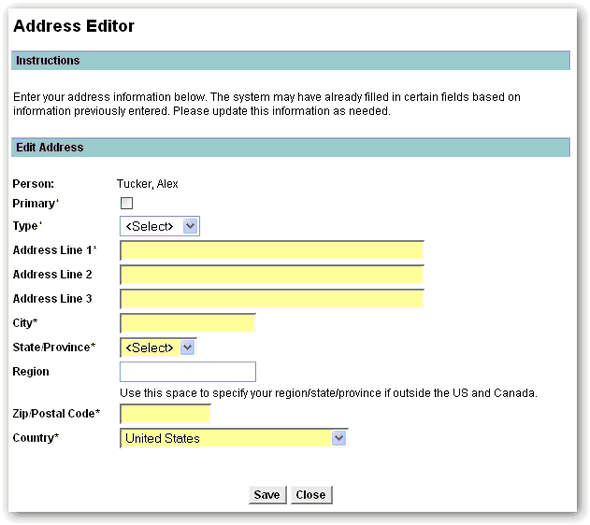 Address Editor
Instructions
Enter your address information below. The system may have already filled in certain fields based on
information previously entered. Please update this information as needed.
Edit Address
Person: Tucker, Alex
Primary*
Type* <Select>
Address Line 1*
Address Line 2
Address Line 3
City*
State/Province* <Select>
Region
Use this space to specify your region/state/province if outside the US and Canada.
Zip/Postal Code*
Country* United States
Save Close